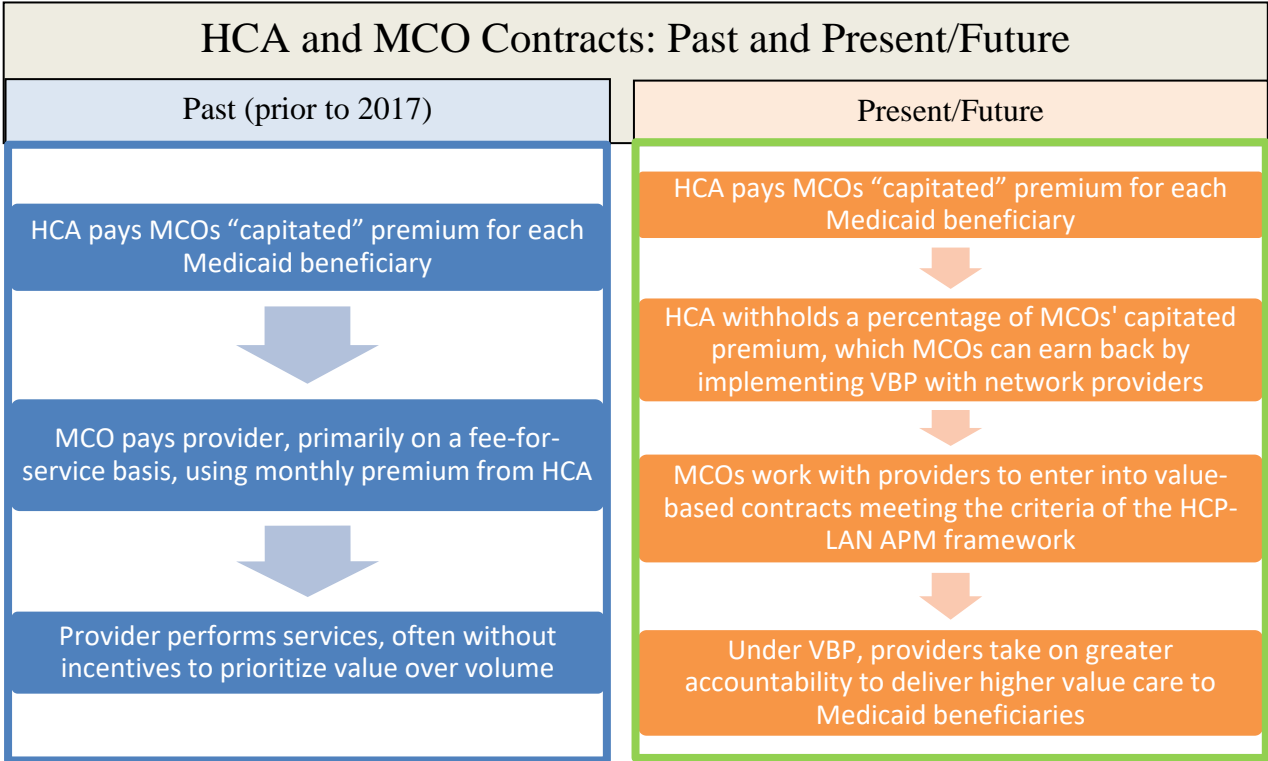 HCA and MCO Contracts: Past and Present/Future
Past (prior to 2017)
HCA pays MCOs “capitated” premium for each
Medicaid beneficiary
MCO pays provider, primarily on a fee-for-
service basis, using monthly premium from HCA
Provider performs services, often without
incentives to prioritize value over volume
Present/Future
HCA pays MCOs “capitated” premium for each
Medicaid beneficiary
HCA withholds a percentage of MCOs' capitated
premium, which MCOs can earn back by
implementing VBP with network providers
MCOs work with providers to enter into value-
based contracts meeting the criteria of the HCP-
LAN APM framework
Under VBP, providers take on greater
accountability to deliver higher value care to
Medicaid beneficiaries